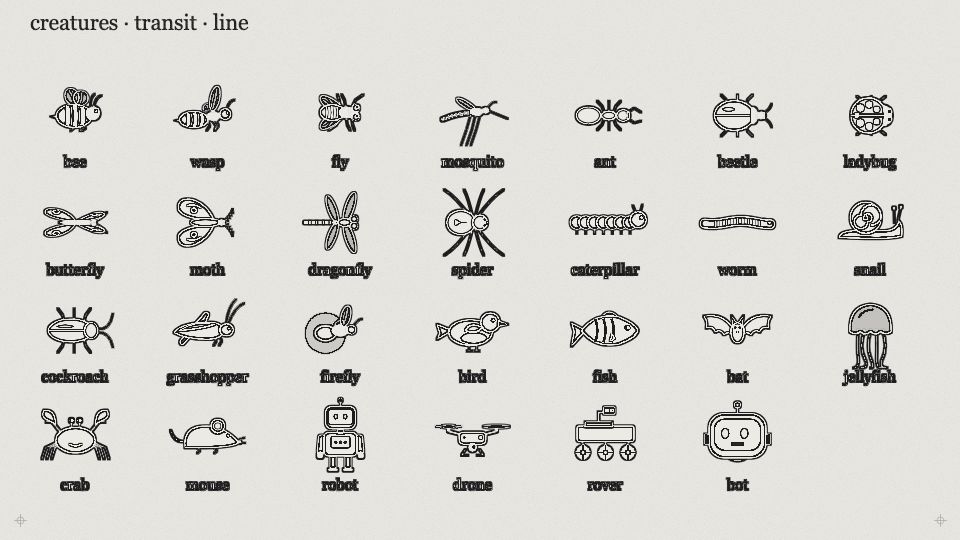 creatures · transit · line
bee wasp fly mosquito ant beetle ladybug
butterfly moth dragonfly spider caterpillar worm snail
cockroach grasshopper firefly bird fish bat jellyfish
crab mouse robot drone rover bot